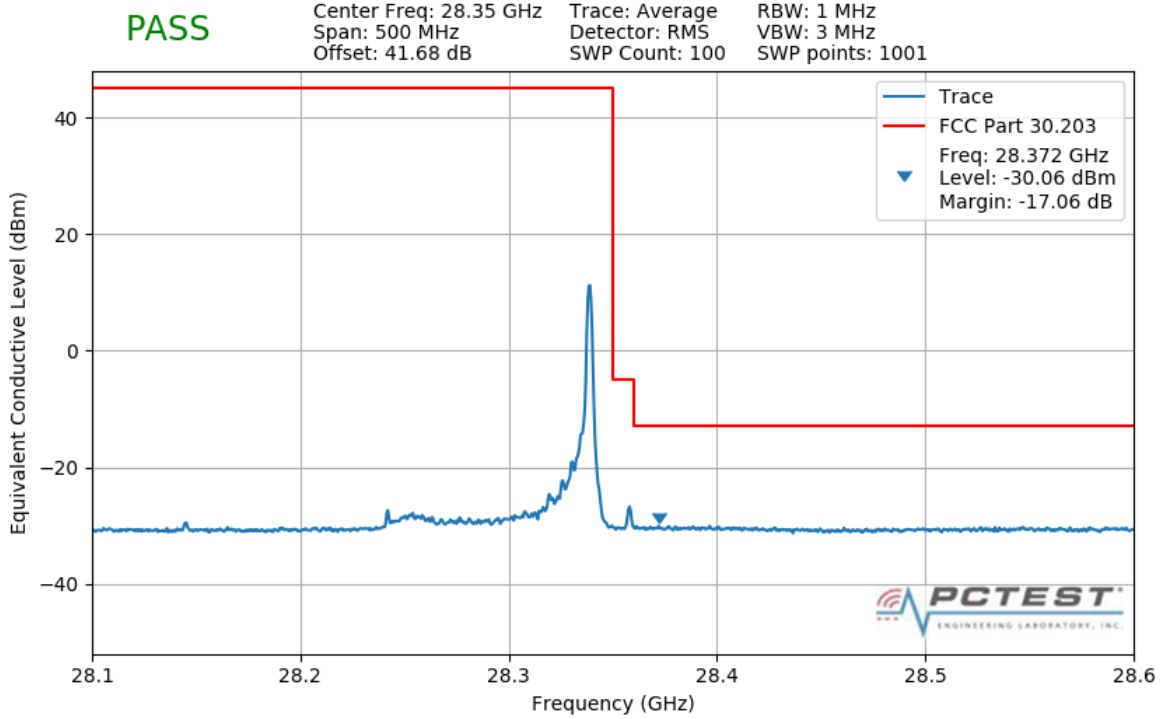 PASS
Center Freq: 28.35 GHz Trace: Average RBW: 1 MHz
Span: 500 MHz Detector: RMS VBW: 3 MHz
Offset: 41.68 dB SWP Count: 100 SWP points: 1001
Trace
FCC Part 30.203
Freq: 28.372 GHz
Level: -30.06 dBm
Margin: -17.06 dB
Equivalent Conductive Level (dBm)
40
20
0
−20
−40
PCTEST
ENGINEERING LABORATORY, INC.
28.1 28.2 28.3 28.4 28.5 28.6
Frequency (GHz)